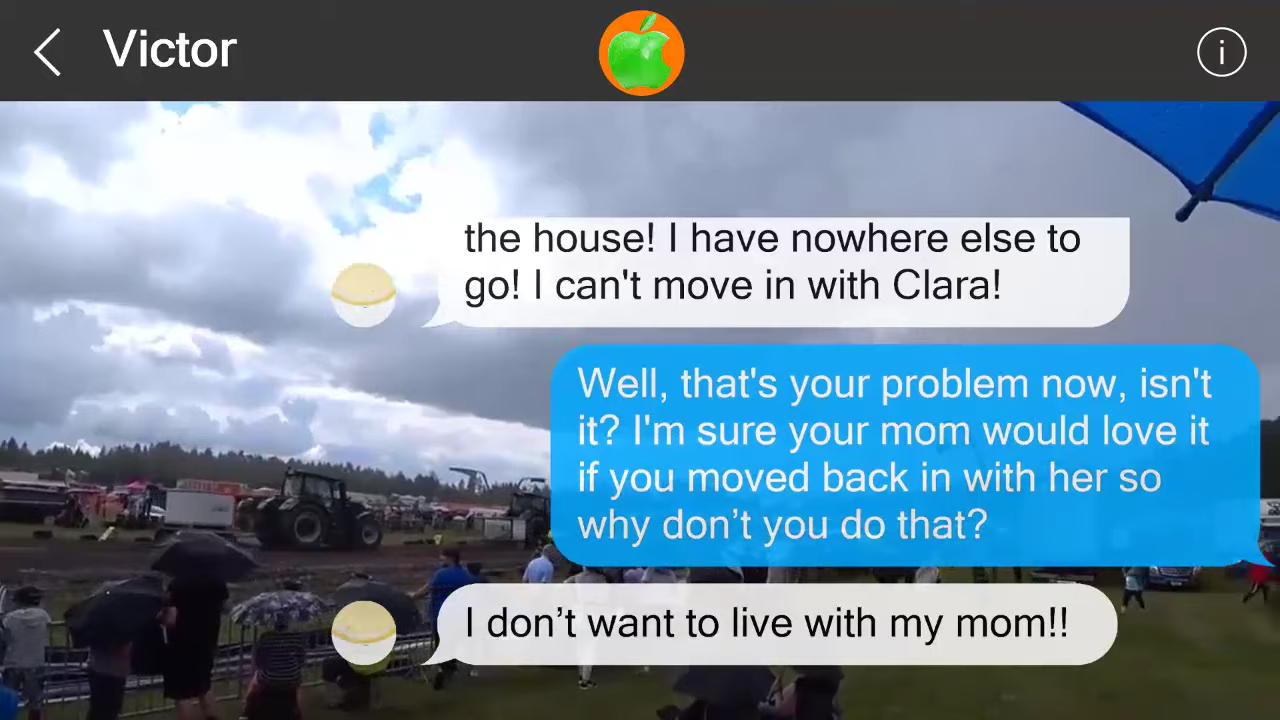 Victor
i
the house! I have nowhere else to
go! I can't move in with Clara!
Well, that's your problem now, isn't
it? I'm sure your mom would love it
if you moved back in with her so
why don’t you do that?
I don’t want to live with my mom!!